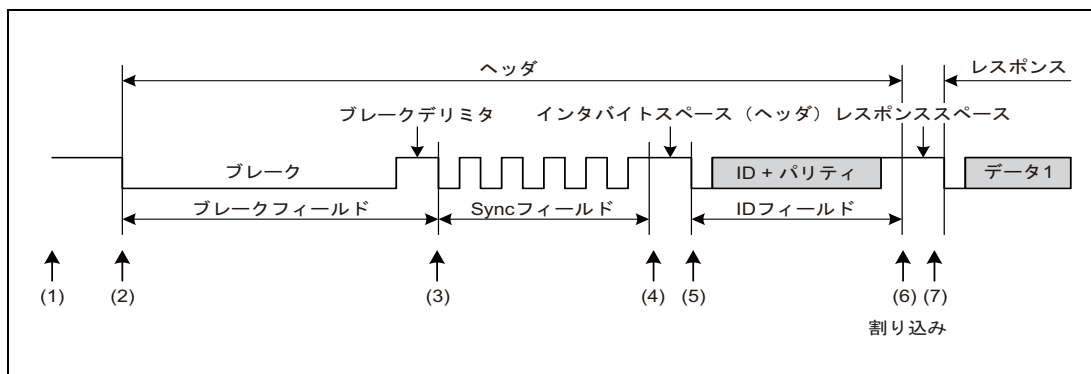 ヘッダ
レスポンス
ブレークデリミタ
インタバイトスペース（ヘッダ）
レスポンススペース
ブレーク
ID + パリティ
データ1
ブレークフィールド
Syncフィールド
IDフィールド
(1)
(2)
(3)
(4)
(5)
(6)
(7)
割り込み